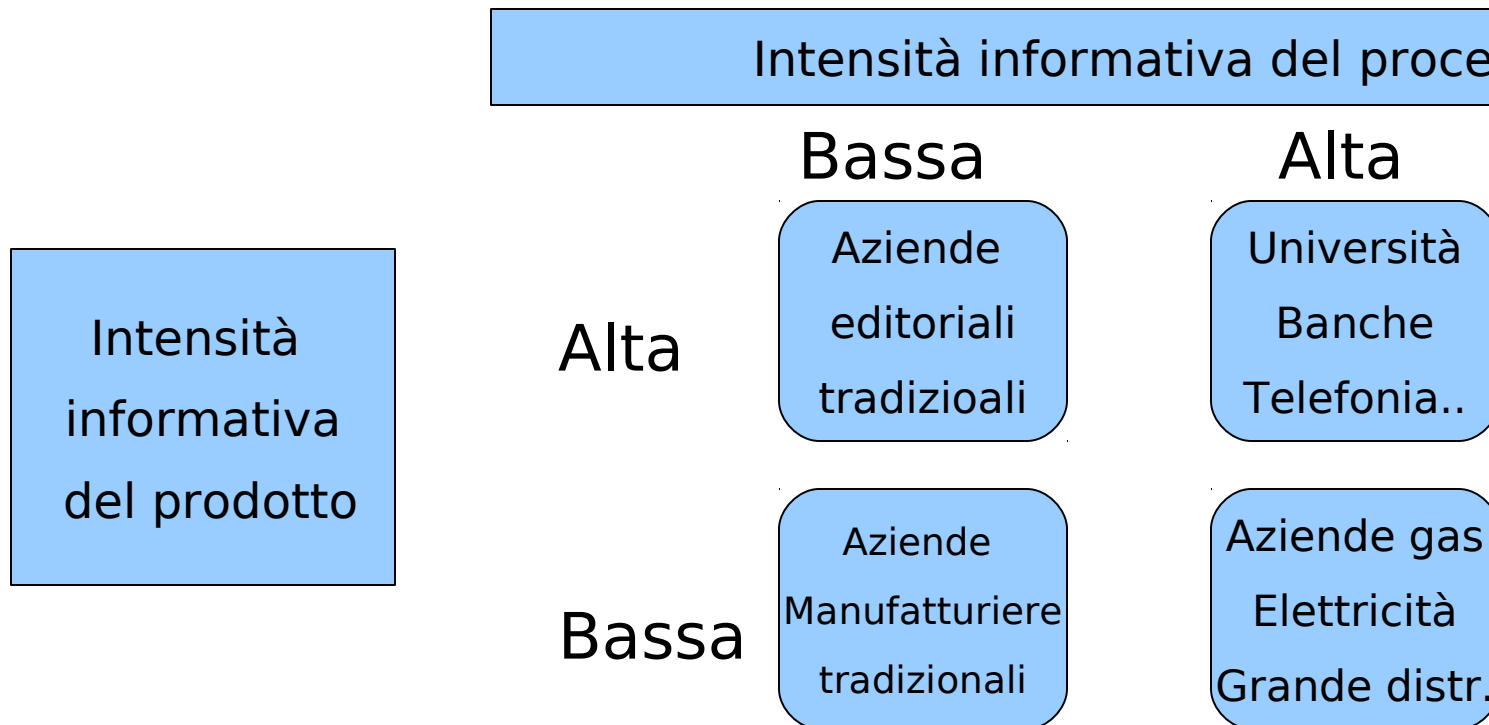 Intensità informativa del proce
Bassa Alta
Intensità
informativa
del prodotto
Alta
Aziende
editoriali
tradizioali
Università
Banche
Telefonia..
Bassa
Aziende
Manufatturiere
tradizionali
Aziende gas
Elettricità
Grande distr.